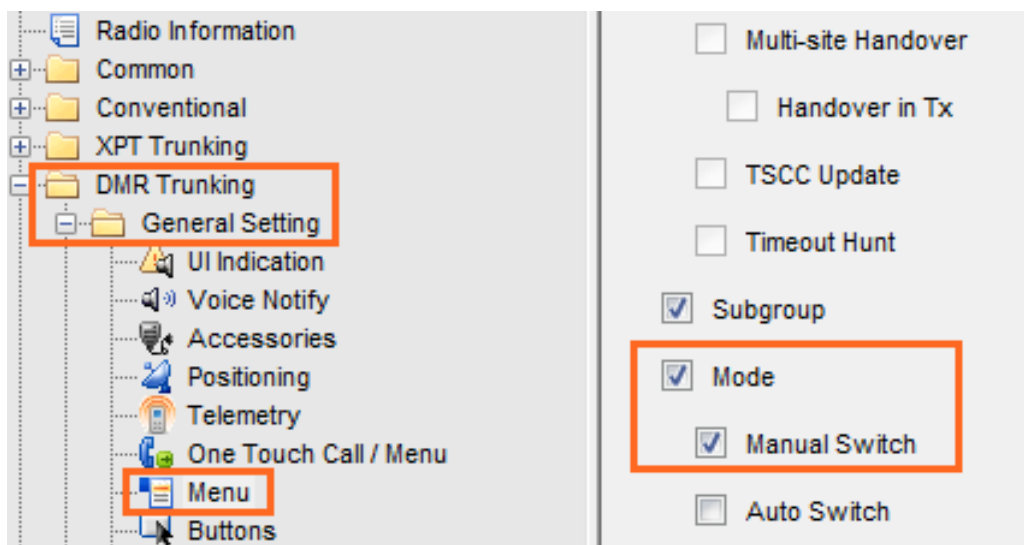 Radio Information
Common
Conventional
XPT Trunking
DMR Trunking
General Setting
UI Indication
Voice Notify
Accessories
Positioning
Telemetry
One Touch Call / Menu
Menu
Buttons
Multi-site Handover
Handover in Tx
TSCC Update
Timeout Hunt
Subgroup
Mode
Manual Switch
Auto Switch